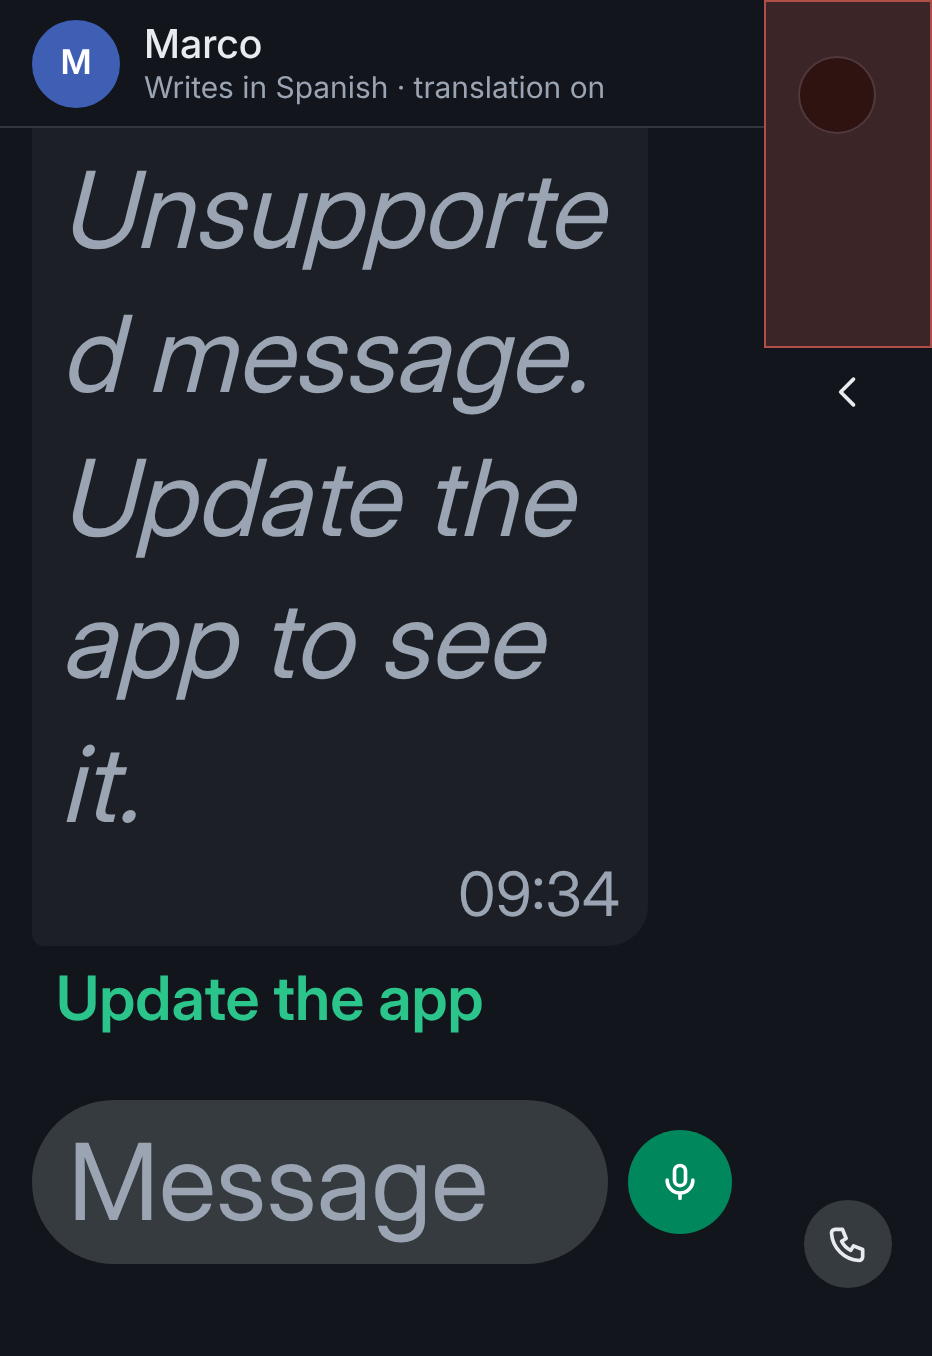 M
Marco
Writes in Spanish · translation on
Unsupporte
d message.
Update the
app to see
it.
09:34
Update the app
Message